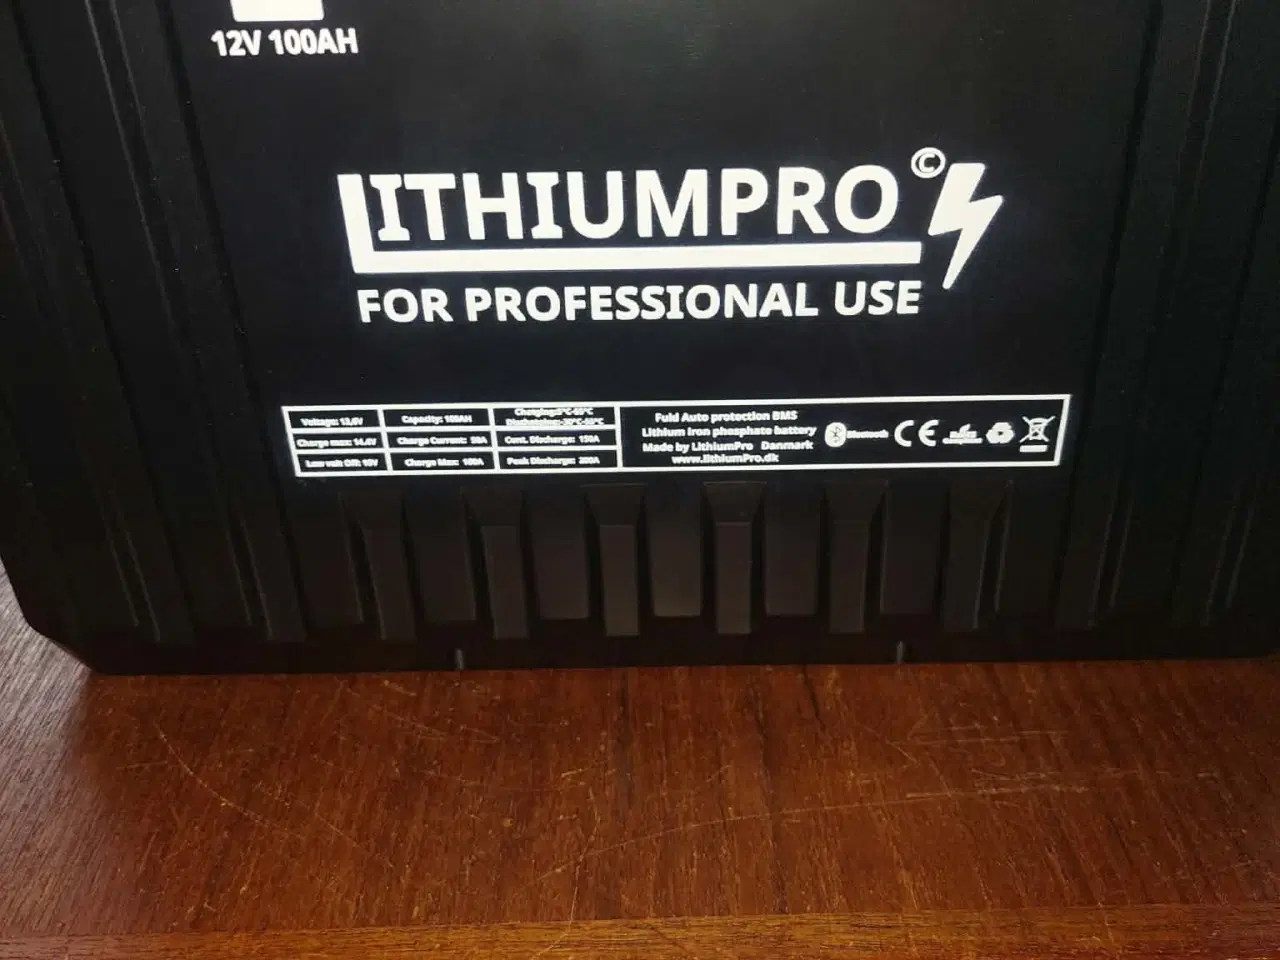 12V 100AH
LITHIUMPRO ©
FOR PROFESSIONAL USE
Voltage: 13,6V
Capacity: 100AH
Charge max: 14.4V
Charge Current: 50A
Cont. Discharge: 150A
Low volt Off: 10V
Charge Max: 100A
Peak Discharge: 200A
Fuld Auto protection BMS
Lithium iron phosphate battery
Made by LithiumPro Danmark
www.lithiumPro.dk
Bluetooth
CE